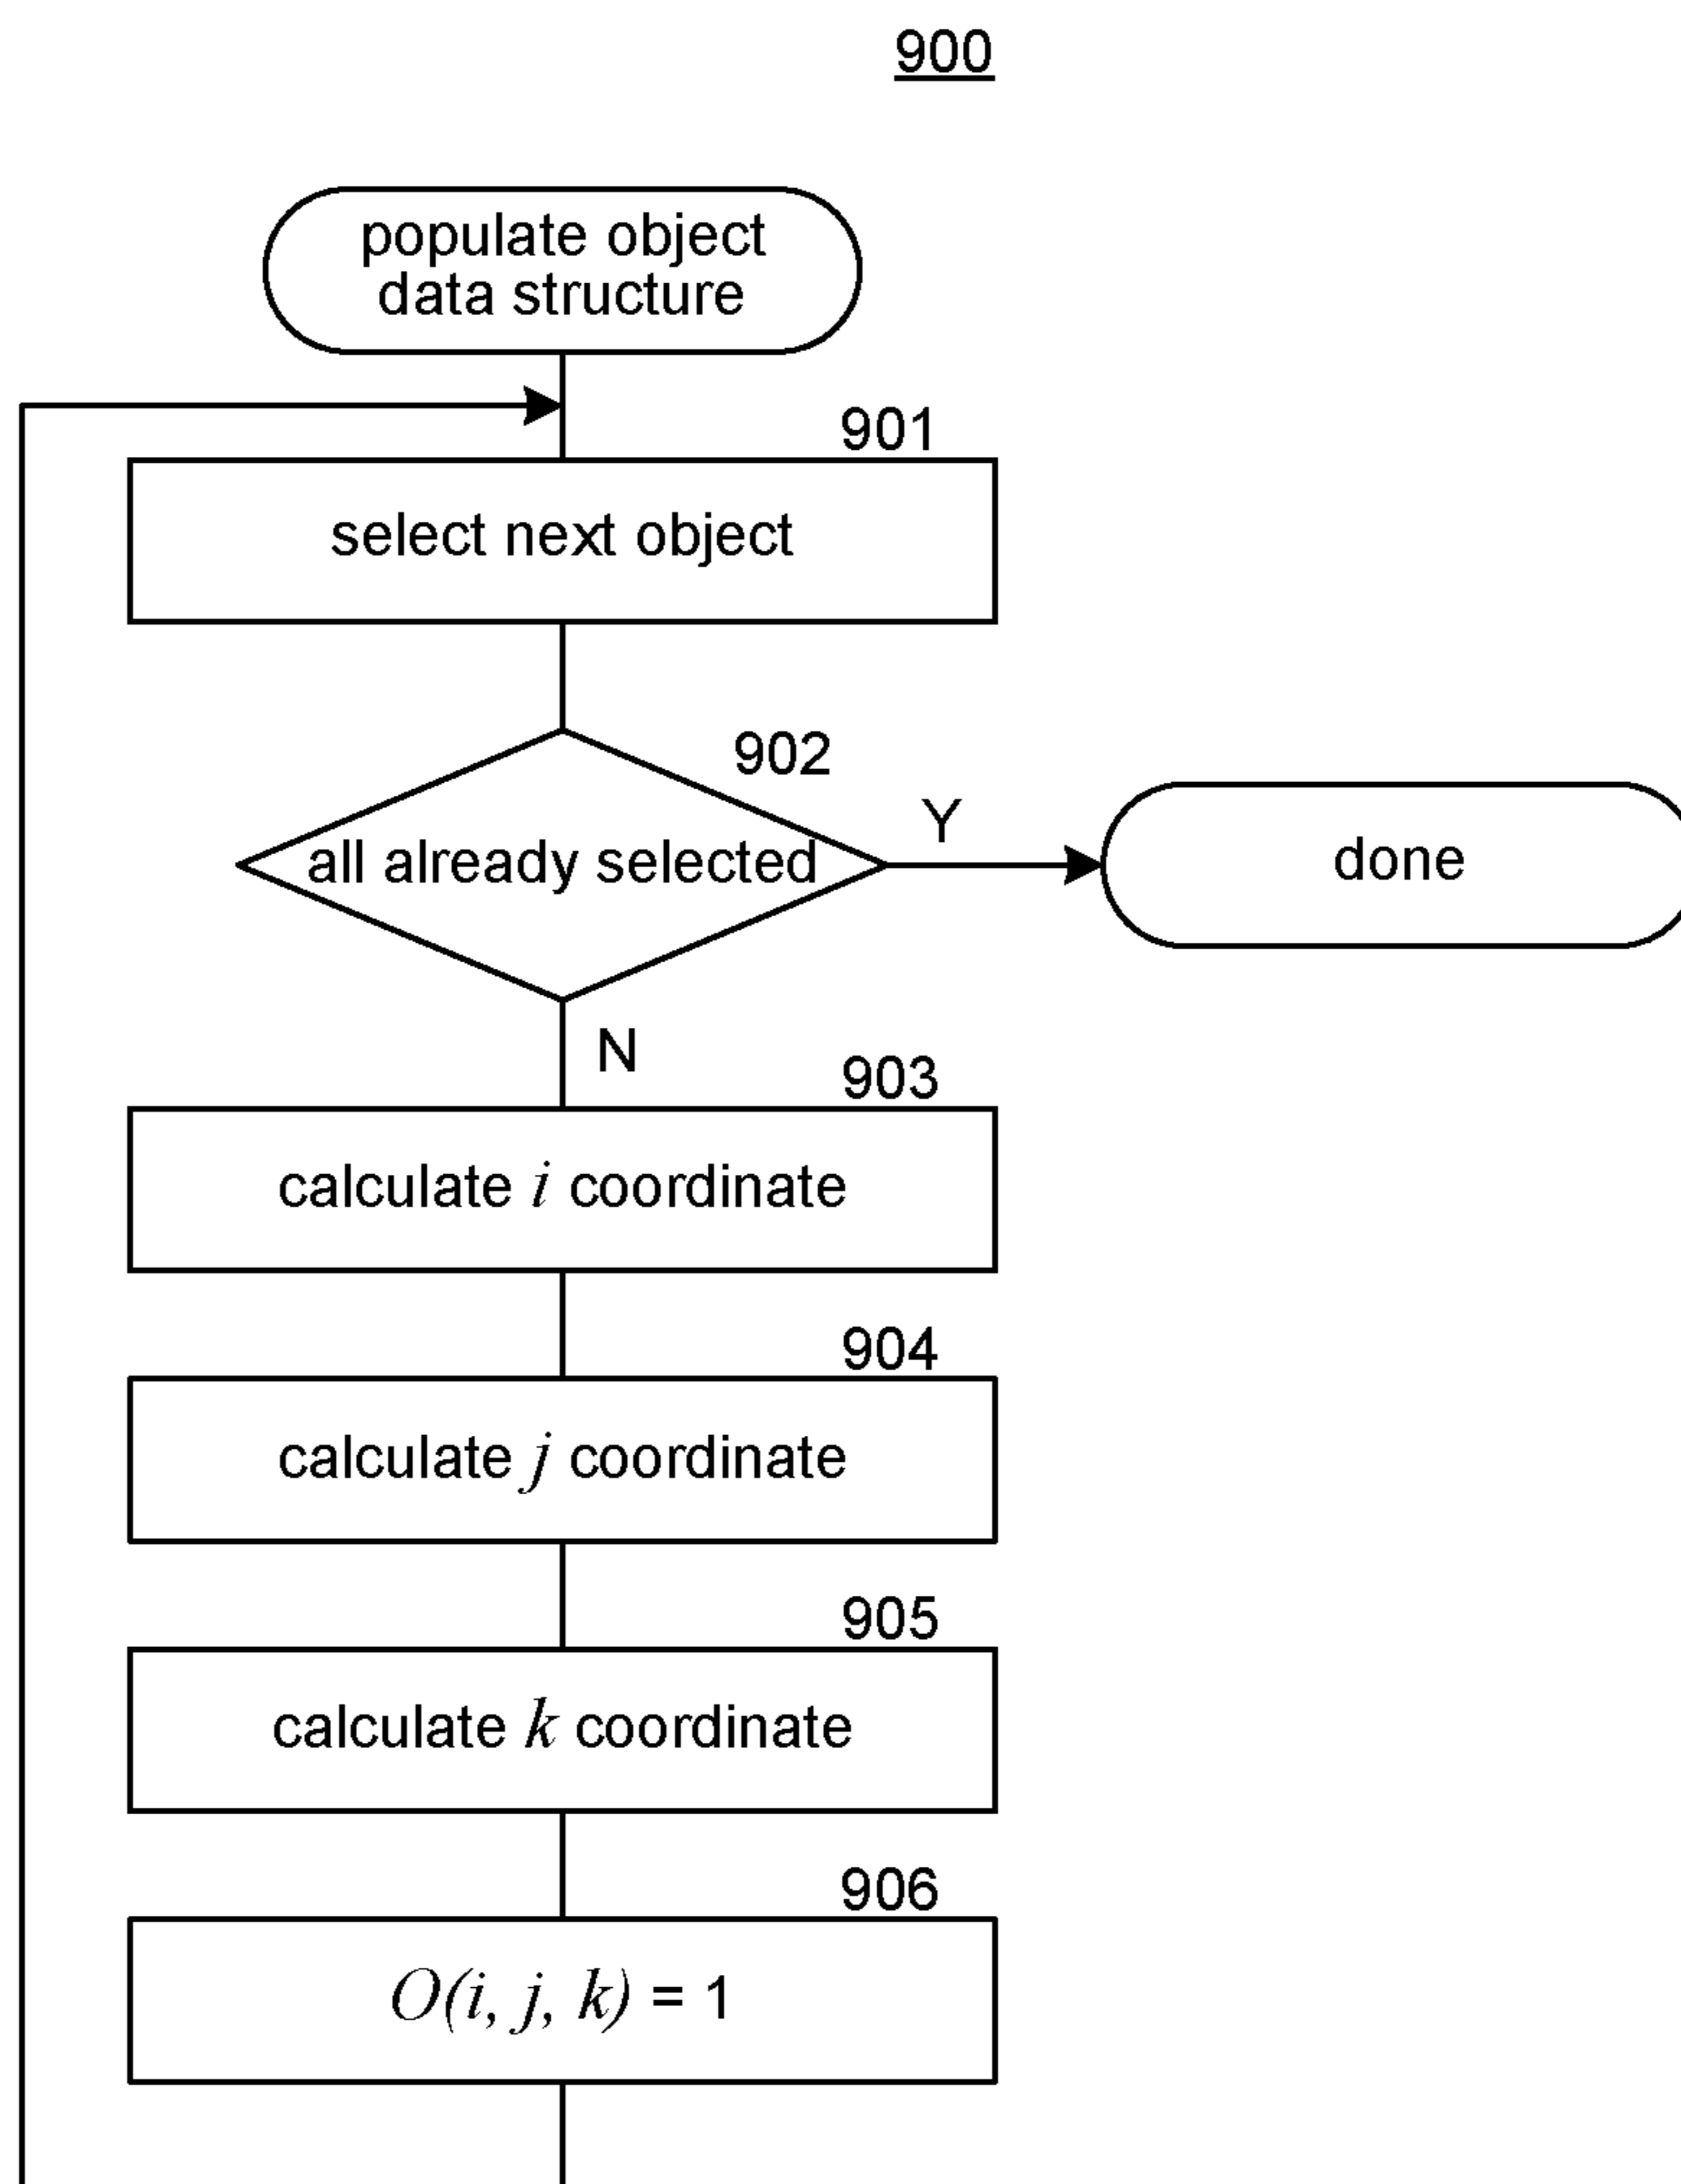 900
populate object
data structure
901
select next object
902
all already selected
Y
done
N
903
calculate i coordinate
904
calculate j coordinate
905
calculate k coordinate
906
O(i, j, k) = 1